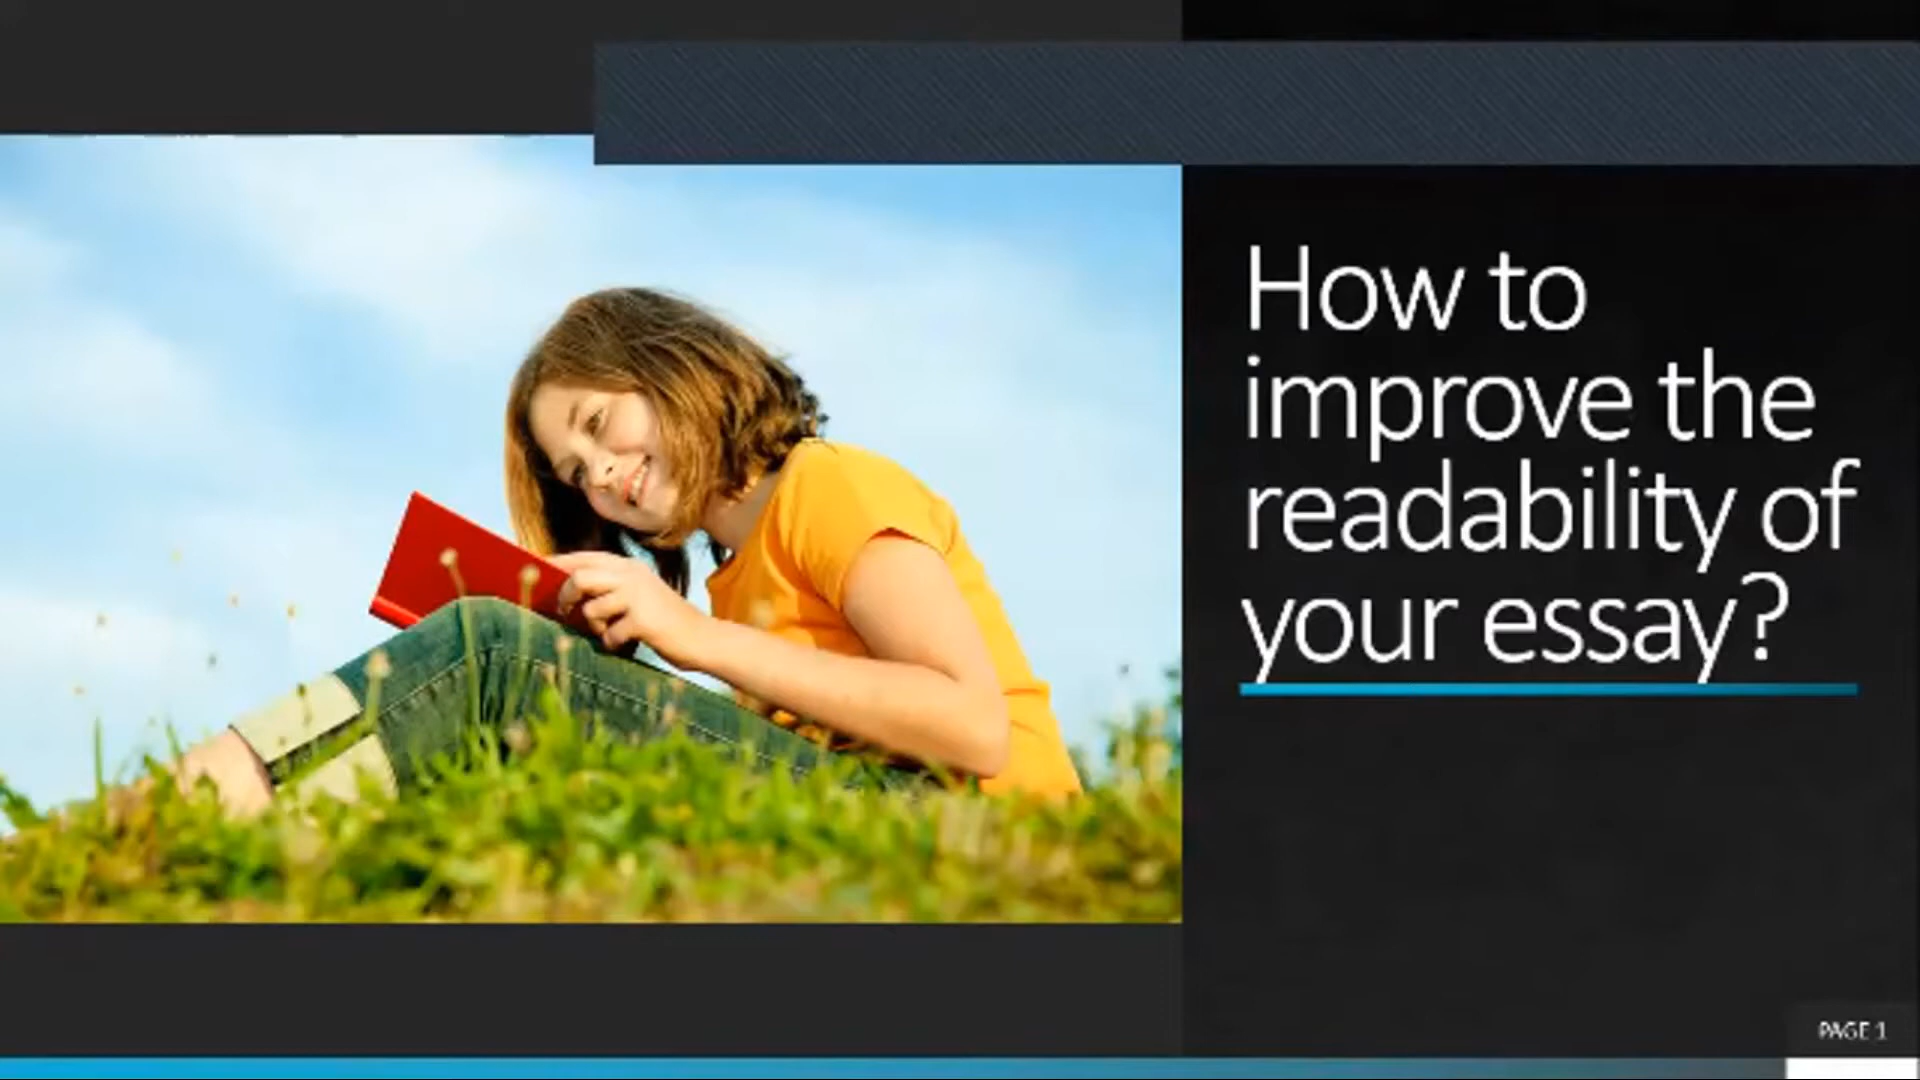 How to
improve the
readability of
your essay?
PAGE 1